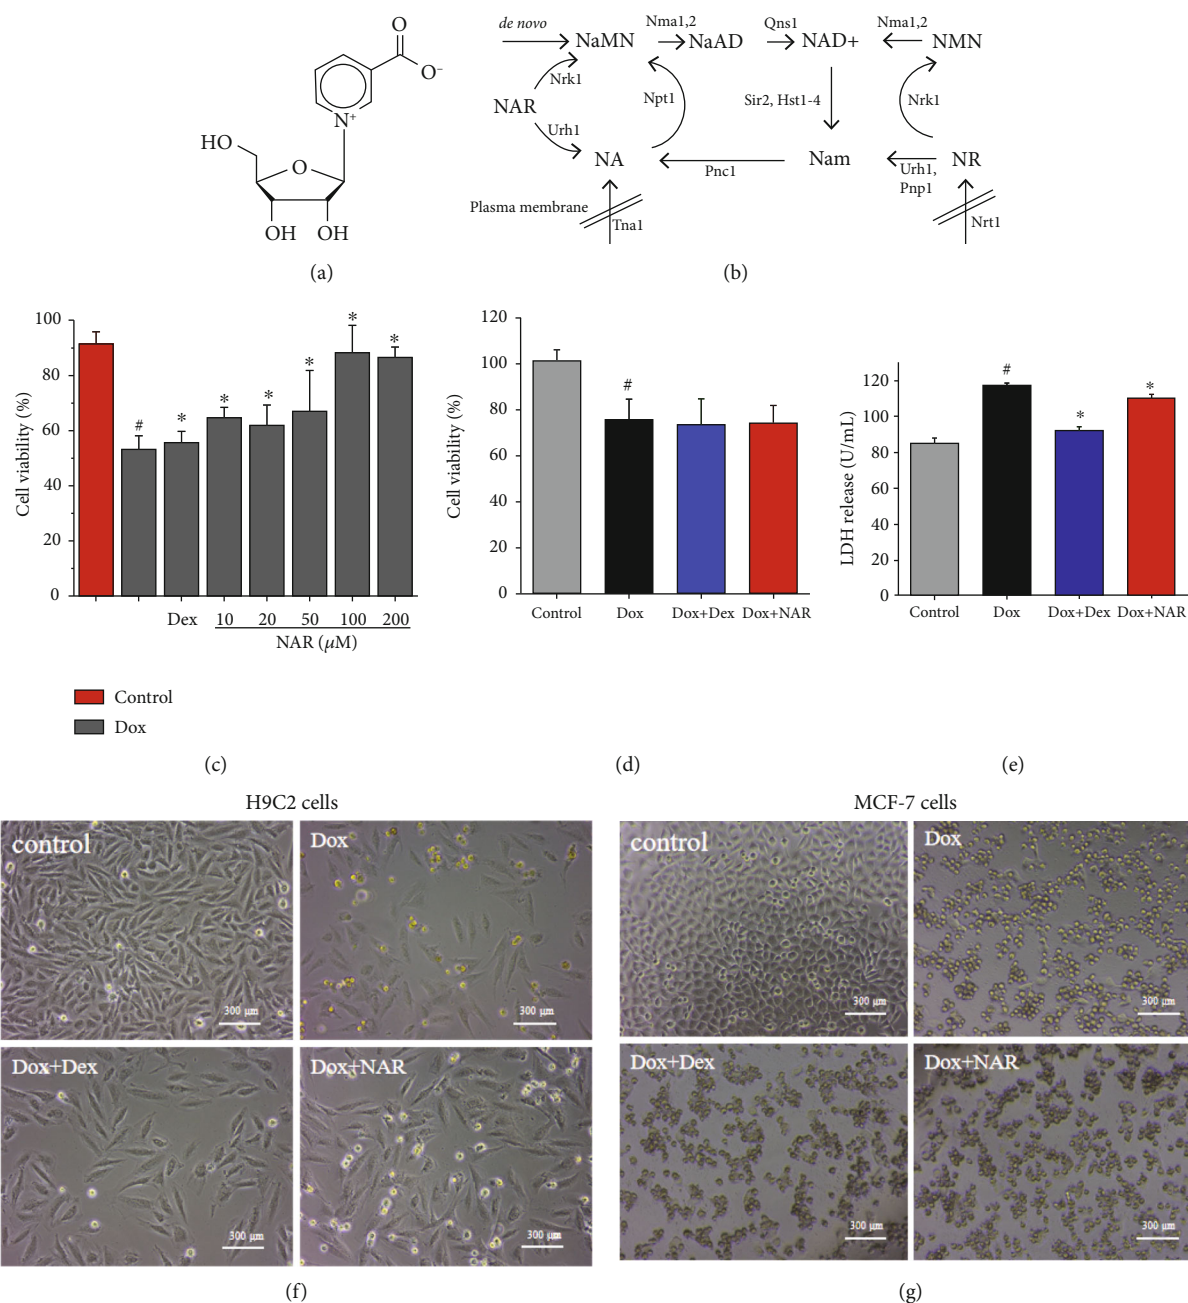 O
O⁻
N⁺
HO
O
OH OH
(a)
de novo
NaMN
Nma1,2
NaAD
Qns1
NAD+
Nma1,2
NMN
Nrk1
NAR
Urh1
Npt1
Sir2, Hst1-4
Nrk1
NA
Pnc1
Nam
Urh1,
Pnp1
NR
Plasma membrane
Tna1
Nrt1
(b)
Cell viability (%)
100
80
60
40
20
0
# * * * * * *
Dex 10 20 50 100 200
NAR (μM)
Control
Dox
(c)
Cell viability (%)
120
100
80
60
40
20
0
#
Control Dox Dox+Dex Dox+NAR
(d)
LDH release (U/mL)
120
100
80
60
40
20
0
# * *
Control Dox Dox+Dex Dox+NAR
(e)
H9C2 cells
control
300 μm
Dox
300 μm
Dox+Dex
300 μm
Dox+NAR
300 μm
(f)
MCF-7 cells
control
300 μm
Dox
300 μm
Dox+Dex
300 μm
Dox+NAR
300 μm
(g)